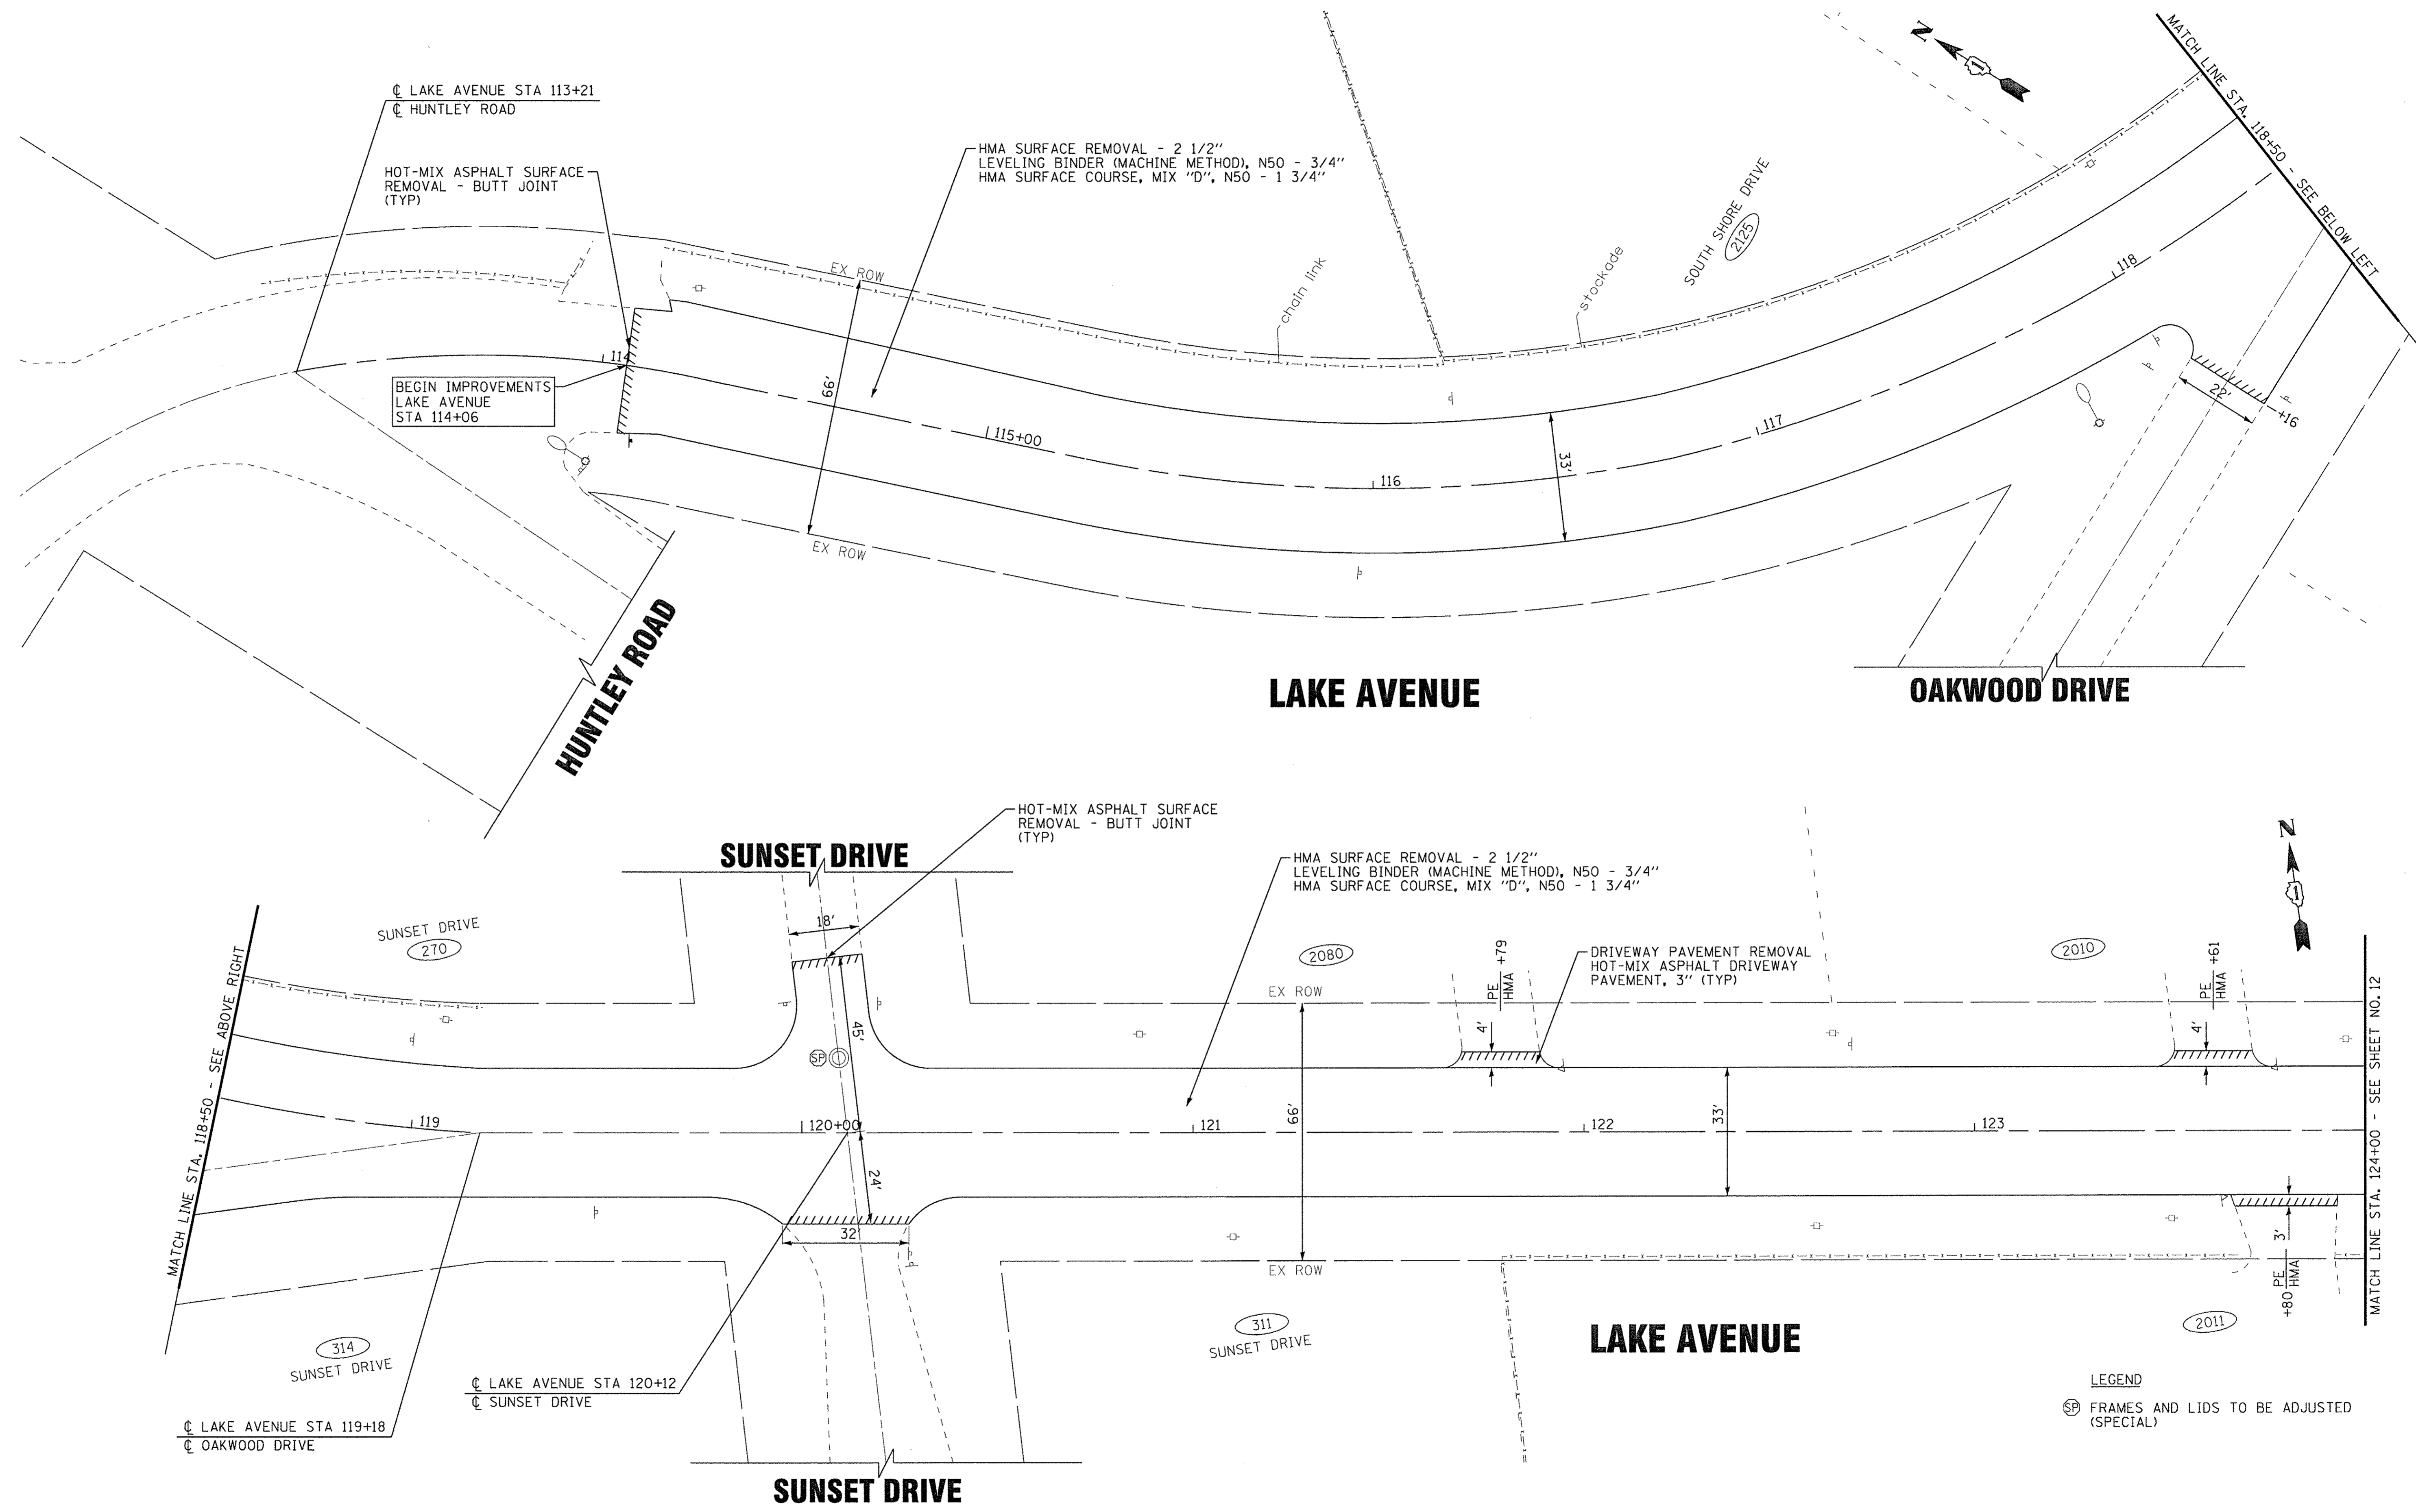 ℄ LAKE AVENUE STA 113+21
℄ HUNTLEY ROAD
HOT-MIX ASPHALT SURFACE
REMOVAL - BUTT JOINT
(TYP)
HMA SURFACE REMOVAL - 2 1/2"
LEVELING BINDER (MACHINE METHOD), N50 - 3/4"
HMA SURFACE COURSE, MIX "D", N50 - 1 3/4"
N
1
MATCH LINE STA. 118+50 - SEE BELOW LEFT
SOUTH SHORE DRIVE
2125
EX ROW
chain link
stockade
114
BEGIN IMPROVEMENTS
LAKE AVENUE
STA 114+06
66'
115+00
116
33'
117
118
22'
+16
EX ROW
HUNTLEY ROAD
LAKE AVENUE
OAKWOOD DRIVE
SUNSET DRIVE
HOT-MIX ASPHALT SURFACE
REMOVAL - BUTT JOINT
(TYP)
HMA SURFACE REMOVAL - 2 1/2"
LEVELING BINDER (MACHINE METHOD), N50 - 3/4"
HMA SURFACE COURSE, MIX "D", N50 - 1 3/4"
N
1
MATCH LINE STA. 118+50 - SEE ABOVE RIGHT
SUNSET DRIVE
270
18'
45'
SP
2080
EX ROW
PE
HMA +79
4'
DRIVEWAY PAVEMENT REMOVAL
HOT-MIX ASPHALT DRIVEWAY
PAVEMENT, 3" (TYP)
2010
PE
HMA +61
4'
119
120+00
121
66'
122
33'
123
24'
32'
EX ROW
3'
PE
+80 HMA
MATCH LINE STA. 124+00 - SEE SHEET NO. 12
314
SUNSET DRIVE
311
SUNSET DRIVE
2011
LAKE AVENUE
℄ LAKE AVENUE STA 120+12
℄ SUNSET DRIVE
℄ LAKE AVENUE STA 119+18
℄ OAKWOOD DRIVE
SUNSET DRIVE
LEGEND
SP FRAMES AND LIDS TO BE ADJUSTED
(SPECIAL)